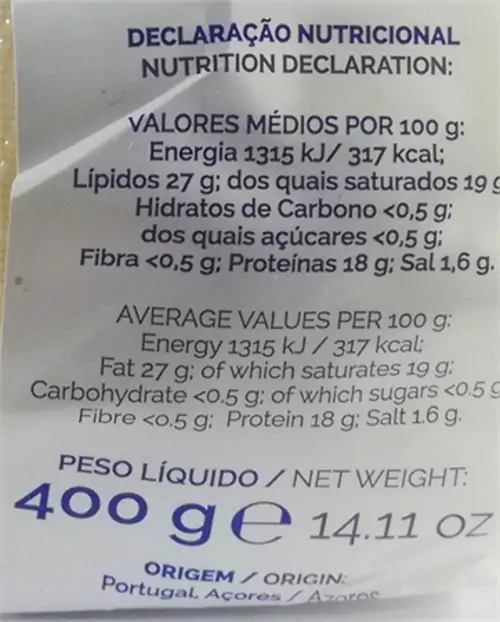 DECLARAÇÃO NUTRICIONAL
NUTRITION DECLARATION:
VALORES MÉDIOS POR 100 g:
Energia 1315 kJ/ 317 kcal;
Lípidos 27 g; dos quais saturados 19 g
Hidratos de Carbono <0,5 g;
dos quais açúcares <0,5 g;
Fibra <0,5 g; Proteínas 18 g; Sal 1,6 g.
AVERAGE VALUES PER 100 g:
Energy 1315 kJ / 317 kcal;
Fat 27 g; of which saturates 19 g;
Carbohydrate <0.5 g; of which sugars <0.5 g
Fibre <0.5 g; Protein 18 g; Salt 1.6 g.
PESO LÍQUIDO / NET WEIGHT:
400 g e 14.11 OZ
ORIGEM / ORIGIN:
Portugal, Açores / Azores